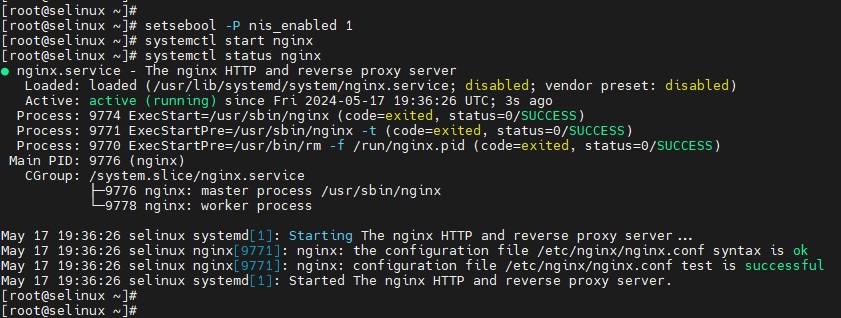 [root@selinux ~]#
[root@selinux ~]# setsebool -P nis_enabled 1
[root@selinux ~]# systemctl start nginx
[root@selinux ~]# systemctl status nginx
● nginx.service - The nginx HTTP and reverse proxy server
   Loaded: loaded (/usr/lib/systemd/system/nginx.service; disabled; vendor preset: disabled)
   Active: active (running) since Fri 2024-05-17 19:36:26 UTC; 3s ago
  Process: 9774 ExecStart=/usr/sbin/nginx (code=exited, status=0/SUCCESS)
  Process: 9771 ExecStartPre=/usr/sbin/nginx -t (code=exited, status=0/SUCCESS)
  Process: 9770 ExecStartPre=/usr/bin/rm -f /run/nginx.pid (code=exited, status=0/SUCCESS)
 Main PID: 9776 (nginx)
   CGroup: /system.slice/nginx.service
           ├─9776 nginx: master process /usr/sbin/nginx
           └─9778 nginx: worker process

May 17 19:36:26 selinux systemd[1]: Starting The nginx HTTP and reverse proxy server...
May 17 19:36:26 selinux nginx[9771]: nginx: the configuration file /etc/nginx/nginx.conf syntax is ok
May 17 19:36:26 selinux nginx[9771]: nginx: configuration file /etc/nginx/nginx.conf test is successful
May 17 19:36:26 selinux systemd[1]: Started The nginx HTTP and reverse proxy server.
[root@selinux ~]#
[root@selinux ~]#